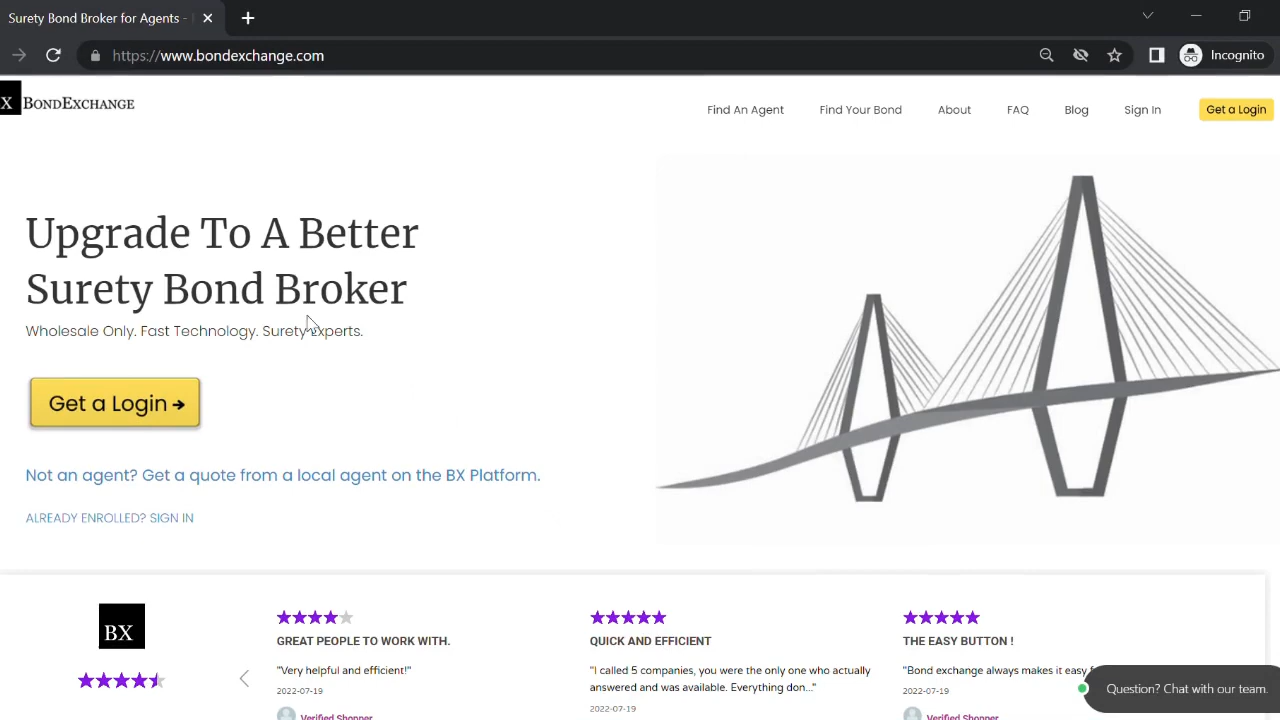 Surety Bond Broker for Agents -
https://www.bondexchange.com
Incognito
X BONDEXCHANGE
Find An Agent
Find Your Bond
About
FAQ
Blog
Sign In
Get a Login
Upgrade To A Better
Surety Bond Broker
Wholesale Only. Fast Technology. Surety Experts.
Get a Login
Not an agent? Get a quote from a local agent on the BX Platform.
ALREADY ENROLLED? SIGN IN
BX
GREAT PEOPLE TO WORK WITH.
"Very helpful and efficient!"
2022-07-19
Verified Shopper
QUICK AND EFFICIENT
"I called 5 companies, you were the only one who actually
answered and was available. Everything don..."
2022-07-19
THE EASY BUTTON !
"Bond exchange always makes it easy
2022-07-19
Verified Shopper
Question? Chat with our team.